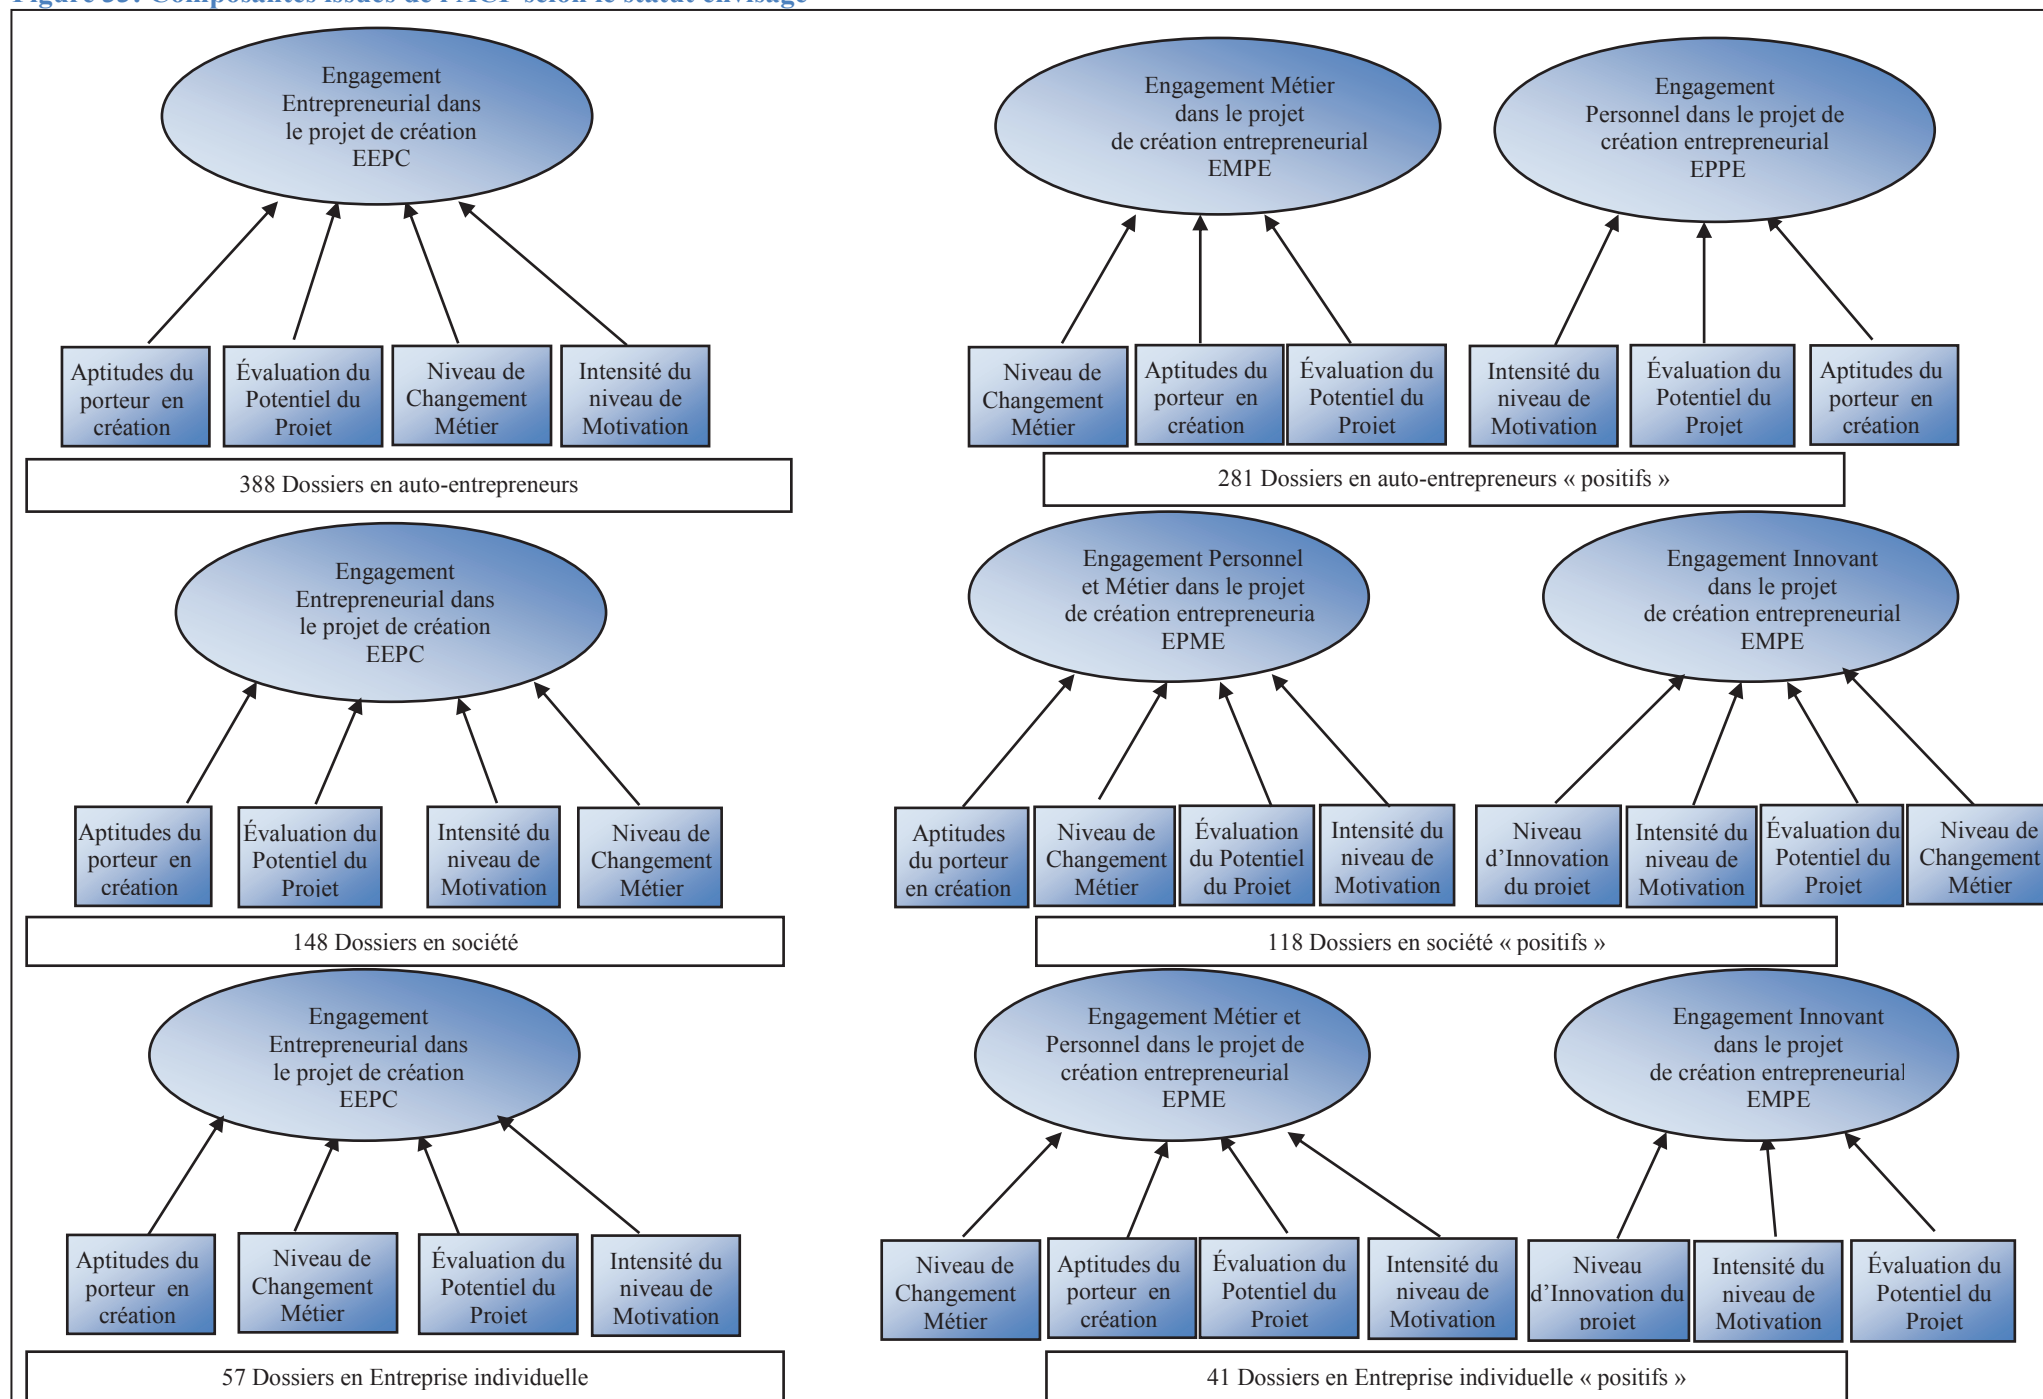 Figure 35: Composantes issues de l'ACP selon le statut envisagé
Engagement
Entrepreneurial dans
le projet de création
EEPC
Aptitudes du
porteur en
création
Évaluation du
Potentiel du
Projet
Niveau de
Changement
Métier
Intensité du
niveau de
Motivation
388 Dossiers en auto-entrepreneurs
Engagement Métier
dans le projet
de création entrepreneurial
EMPE
Engagement
Personnel dans le projet de
création entrepreneurial
EPPE
Niveau de
Changement
Métier
Aptitudes du
porteur en
création
Évaluation du
Potentiel du
Projet
Intensité du
niveau de
Motivation
Évaluation du
Potentiel du
Projet
Aptitudes du
porteur en
création
281 Dossiers en auto-entrepreneurs « positifs »
Engagement
Entrepreneurial dans
le projet de création
EEPC
Aptitudes du
porteur en
création
Évaluation du
Potentiel du
Projet
Intensité du
niveau de
Motivation
Niveau de
Changement
Métier
148 Dossiers en société
Engagement Personnel
et Métier dans le projet
de création entrepreneuria
EPME
Engagement Innovant
dans le projet
de création entrepreneurial
EMPE
Aptitudes
du porteur
en création
Niveau de
Changement
Métier
Évaluation
du Potentiel
du Projet
Intensité du
niveau de
Motivation
Niveau
d'Innovation
du projet
Intensité du
niveau de
Motivation
Évaluation du
Potentiel du
Projet
Niveau de
Changement
Métier
118 Dossiers en société « positifs »
Engagement
Entrepreneurial dans
le projet de création
EEPC
Aptitudes du
porteur en
création
Niveau de
Changement
Métier
Évaluation du
Potentiel du
Projet
Intensité du
niveau de
Motivation
57 Dossiers en Entreprise individuelle
Engagement Métier et
Personnel dans le projet de
création entrepreneurial
EPME
Engagement Innovant
dans le projet
de création entrepreneurial
EMPE
Niveau de
Changement
Métier
Aptitudes du
porteur en
création
Évaluation du
Potentiel du
Projet
Intensité du
niveau de
Motivation
Niveau
d'Innovation du
projet
Intensité du
niveau de
Motivation
Évaluation du
Potentiel du
Projet
41 Dossiers en Entreprise individuelle « positifs »